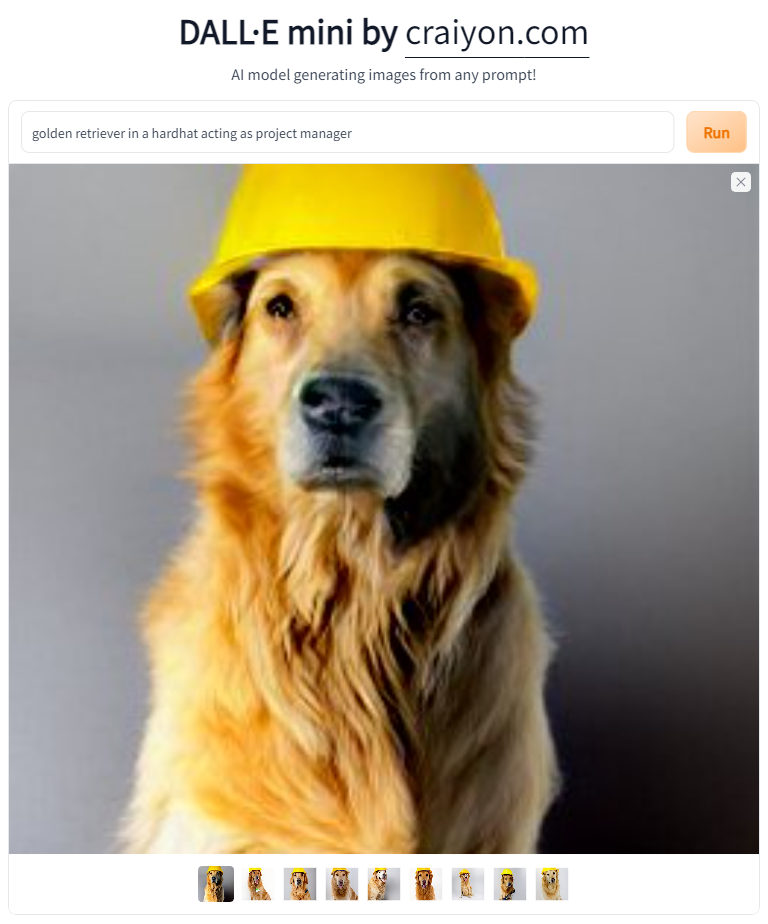 DALL·E mini by craiyon.com
AI model generating images from any prompt!
golden retriever in a hardhat acting as project manager
Run